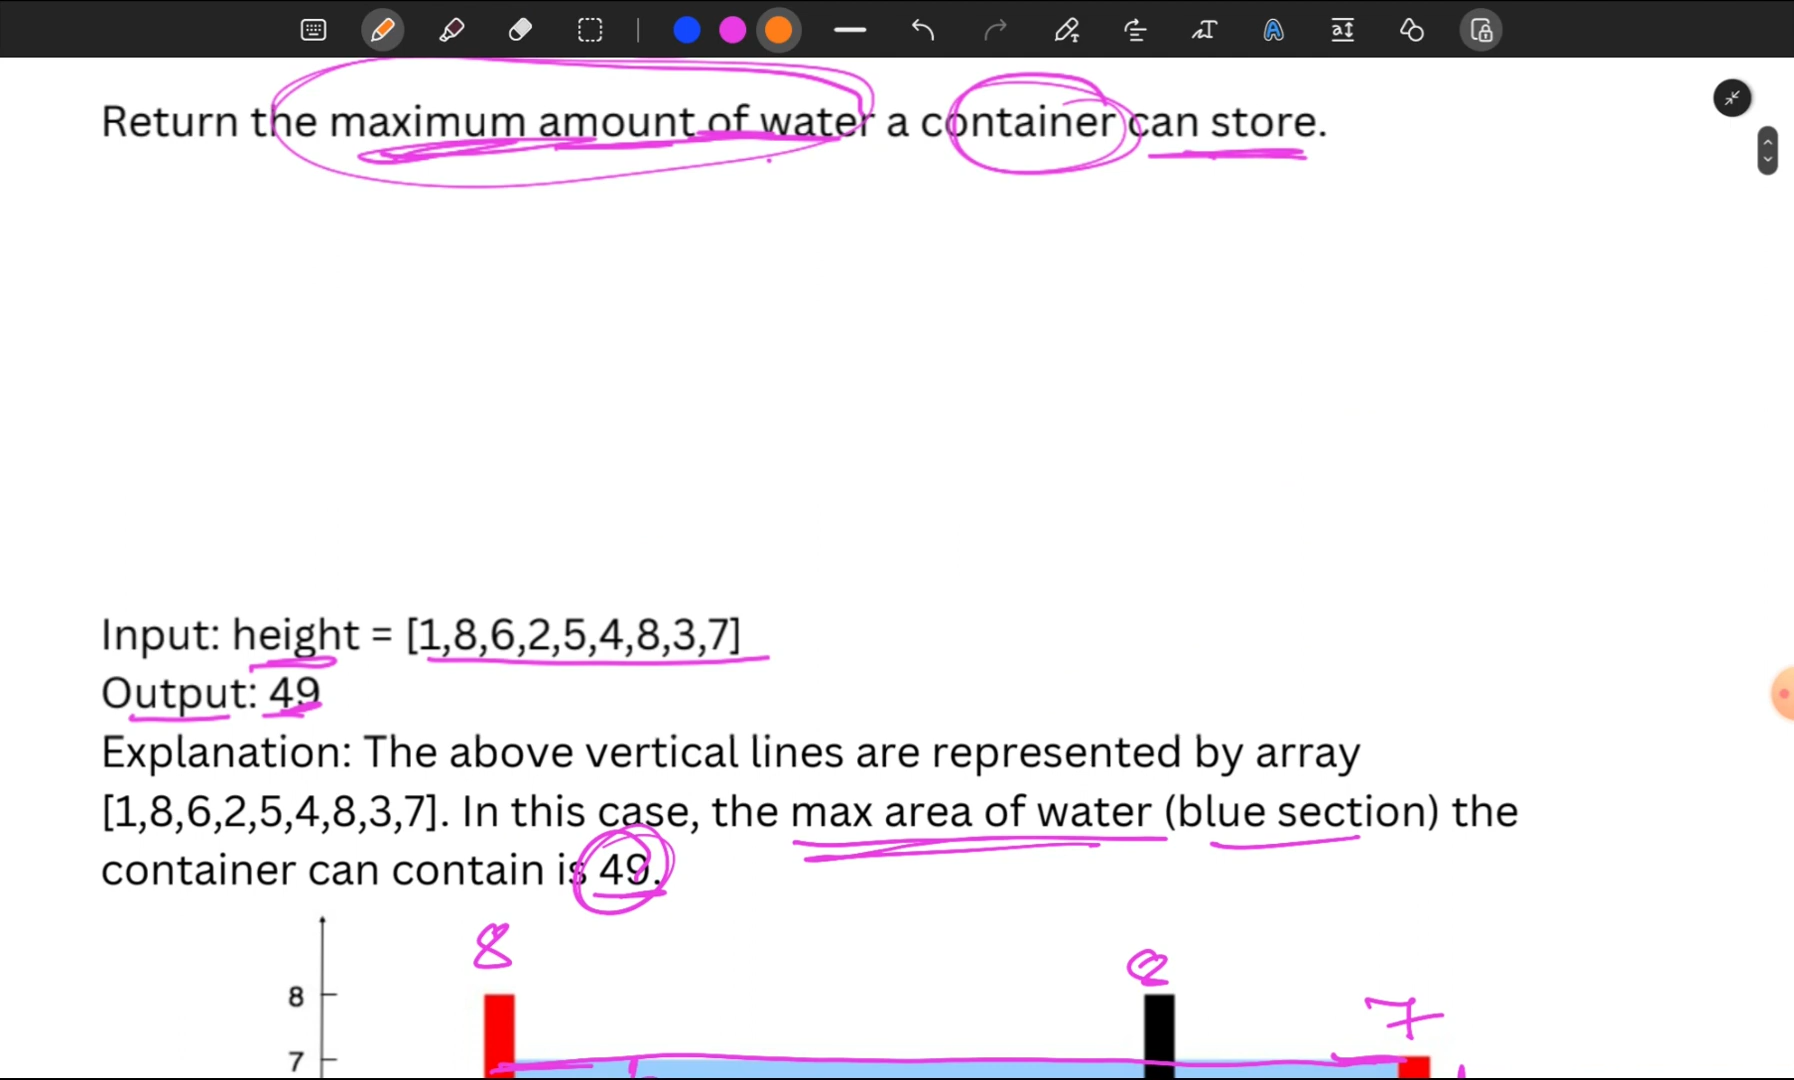 Return the maximum amount of water a container can store.
Input: height = [1,8,6,2,5,4,8,3,7]
Output: 49
Explanation: The above vertical lines are represented by array
[1,8,6,2,5,4,8,3,7]. In this case, the max area of water (blue section) the
container can contain is 49.
8
8
7
8
7